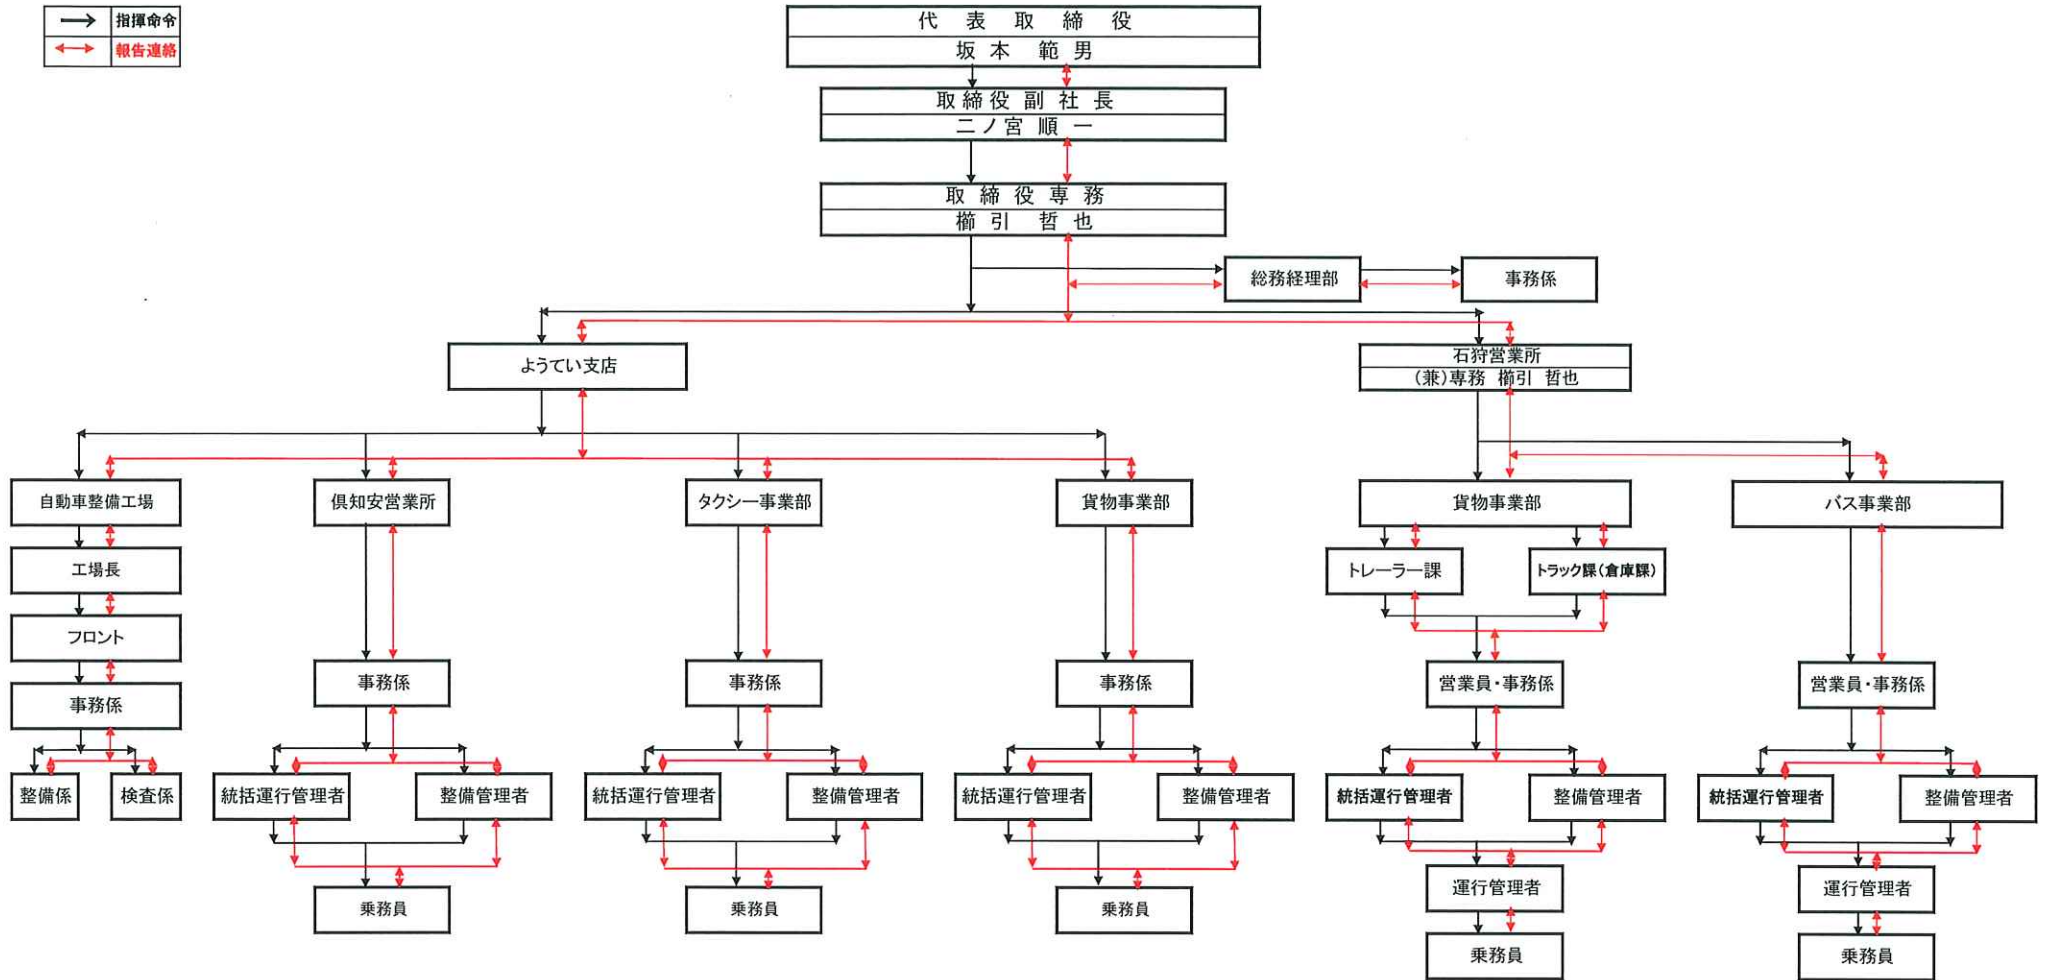 指揮命令
報告連絡
代表取締役
坂本 範男
取締役副社長
二ノ宮順一
取締役専務
櫛引 哲也
総務経理部
事務係
ようてい支店
石狩営業所
(兼)専務 櫛引 哲也
自動車整備工場
倶知安営業所
タクシー事業部
貨物事業部
貨物事業部
バス事業部
工場長
トレーラー課
トラック課(倉庫課)
フロント
事務係
事務係
事務係
事務係
営業員・事務係
営業員・事務係
整備係
検査係
統括運行管理者
整備管理者
統括運行管理者
整備管理者
統括運行管理者
整備管理者
統括運行管理者
整備管理者
統括運行管理者
整備管理者
運行管理者
運行管理者
乗務員
乗務員
乗務員
乗務員
乗務員